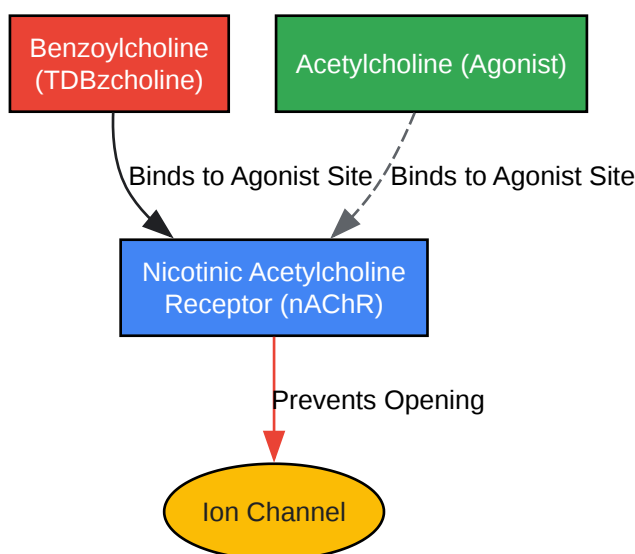 Benzoylcholine
(TDBzcholine)
Acetylcholine (Agonist)
Binds to Agonist Site
Binds to Agonist Site
Nicotinic Acetylcholine
Receptor (nAChR)
Prevents Opening
Ion Channel